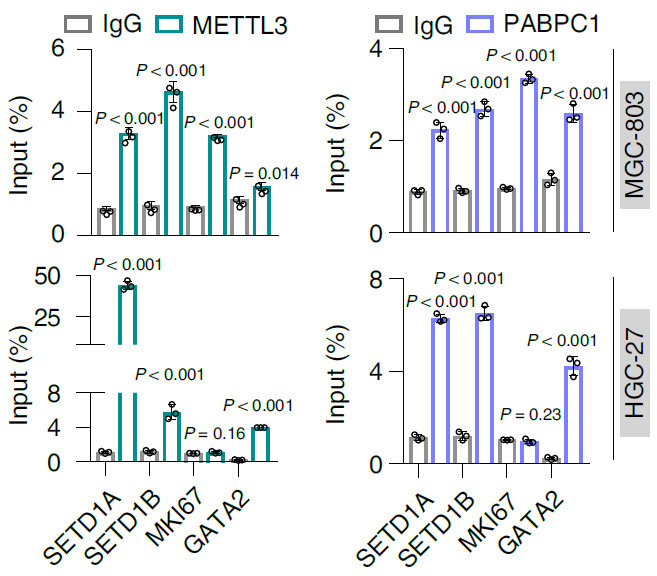 IgG METTL3
IgG PABPC1
Input (%)
6
4
2
0
P < 0.001
P < 0.001
P < 0.001
P = 0.014
Input (%)
4
2
0
P < 0.001
P < 0.001
P < 0.001
P < 0.001
MGC-803
Input (%)
50
25
8
4
0
P < 0.001
P < 0.001
P = 0.16
P < 0.001
SETD1A
SETD1B
MKI67
GATA2
Input (%)
8
4
0
P < 0.001
P < 0.001
P = 0.23
P < 0.001
SETD1A
SETD1B
MKI67
GATA2
HGC-27